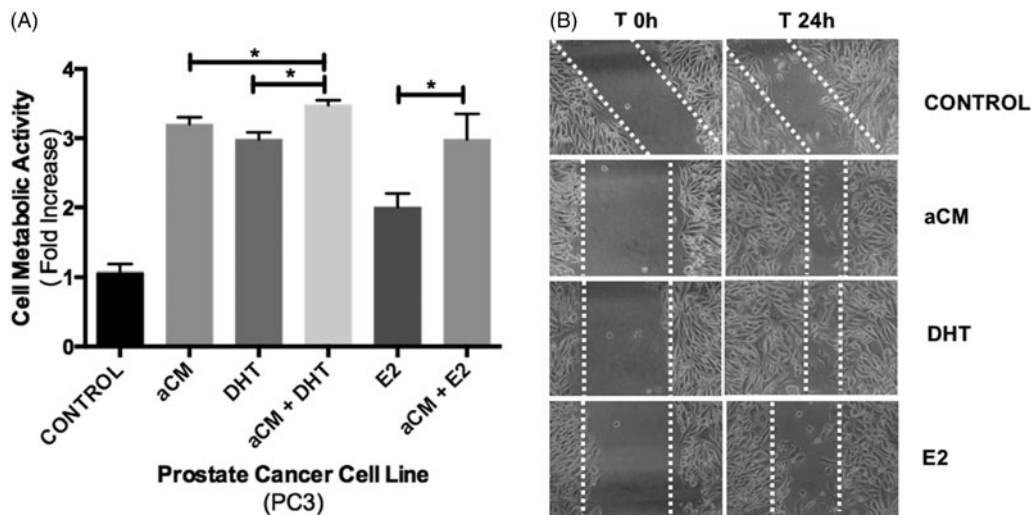 (A)
Cell Metabolic Activity
( Fold Increase)
4
3
2
1
0
*
*
*
CONTROL
aCM
DHT
aCM + DHT
E2
aCM + E2
Prostate Cancer Cell Line
(PC3)
(B)
T 0h
T 24h
CONTROL
aCM
DHT
E2